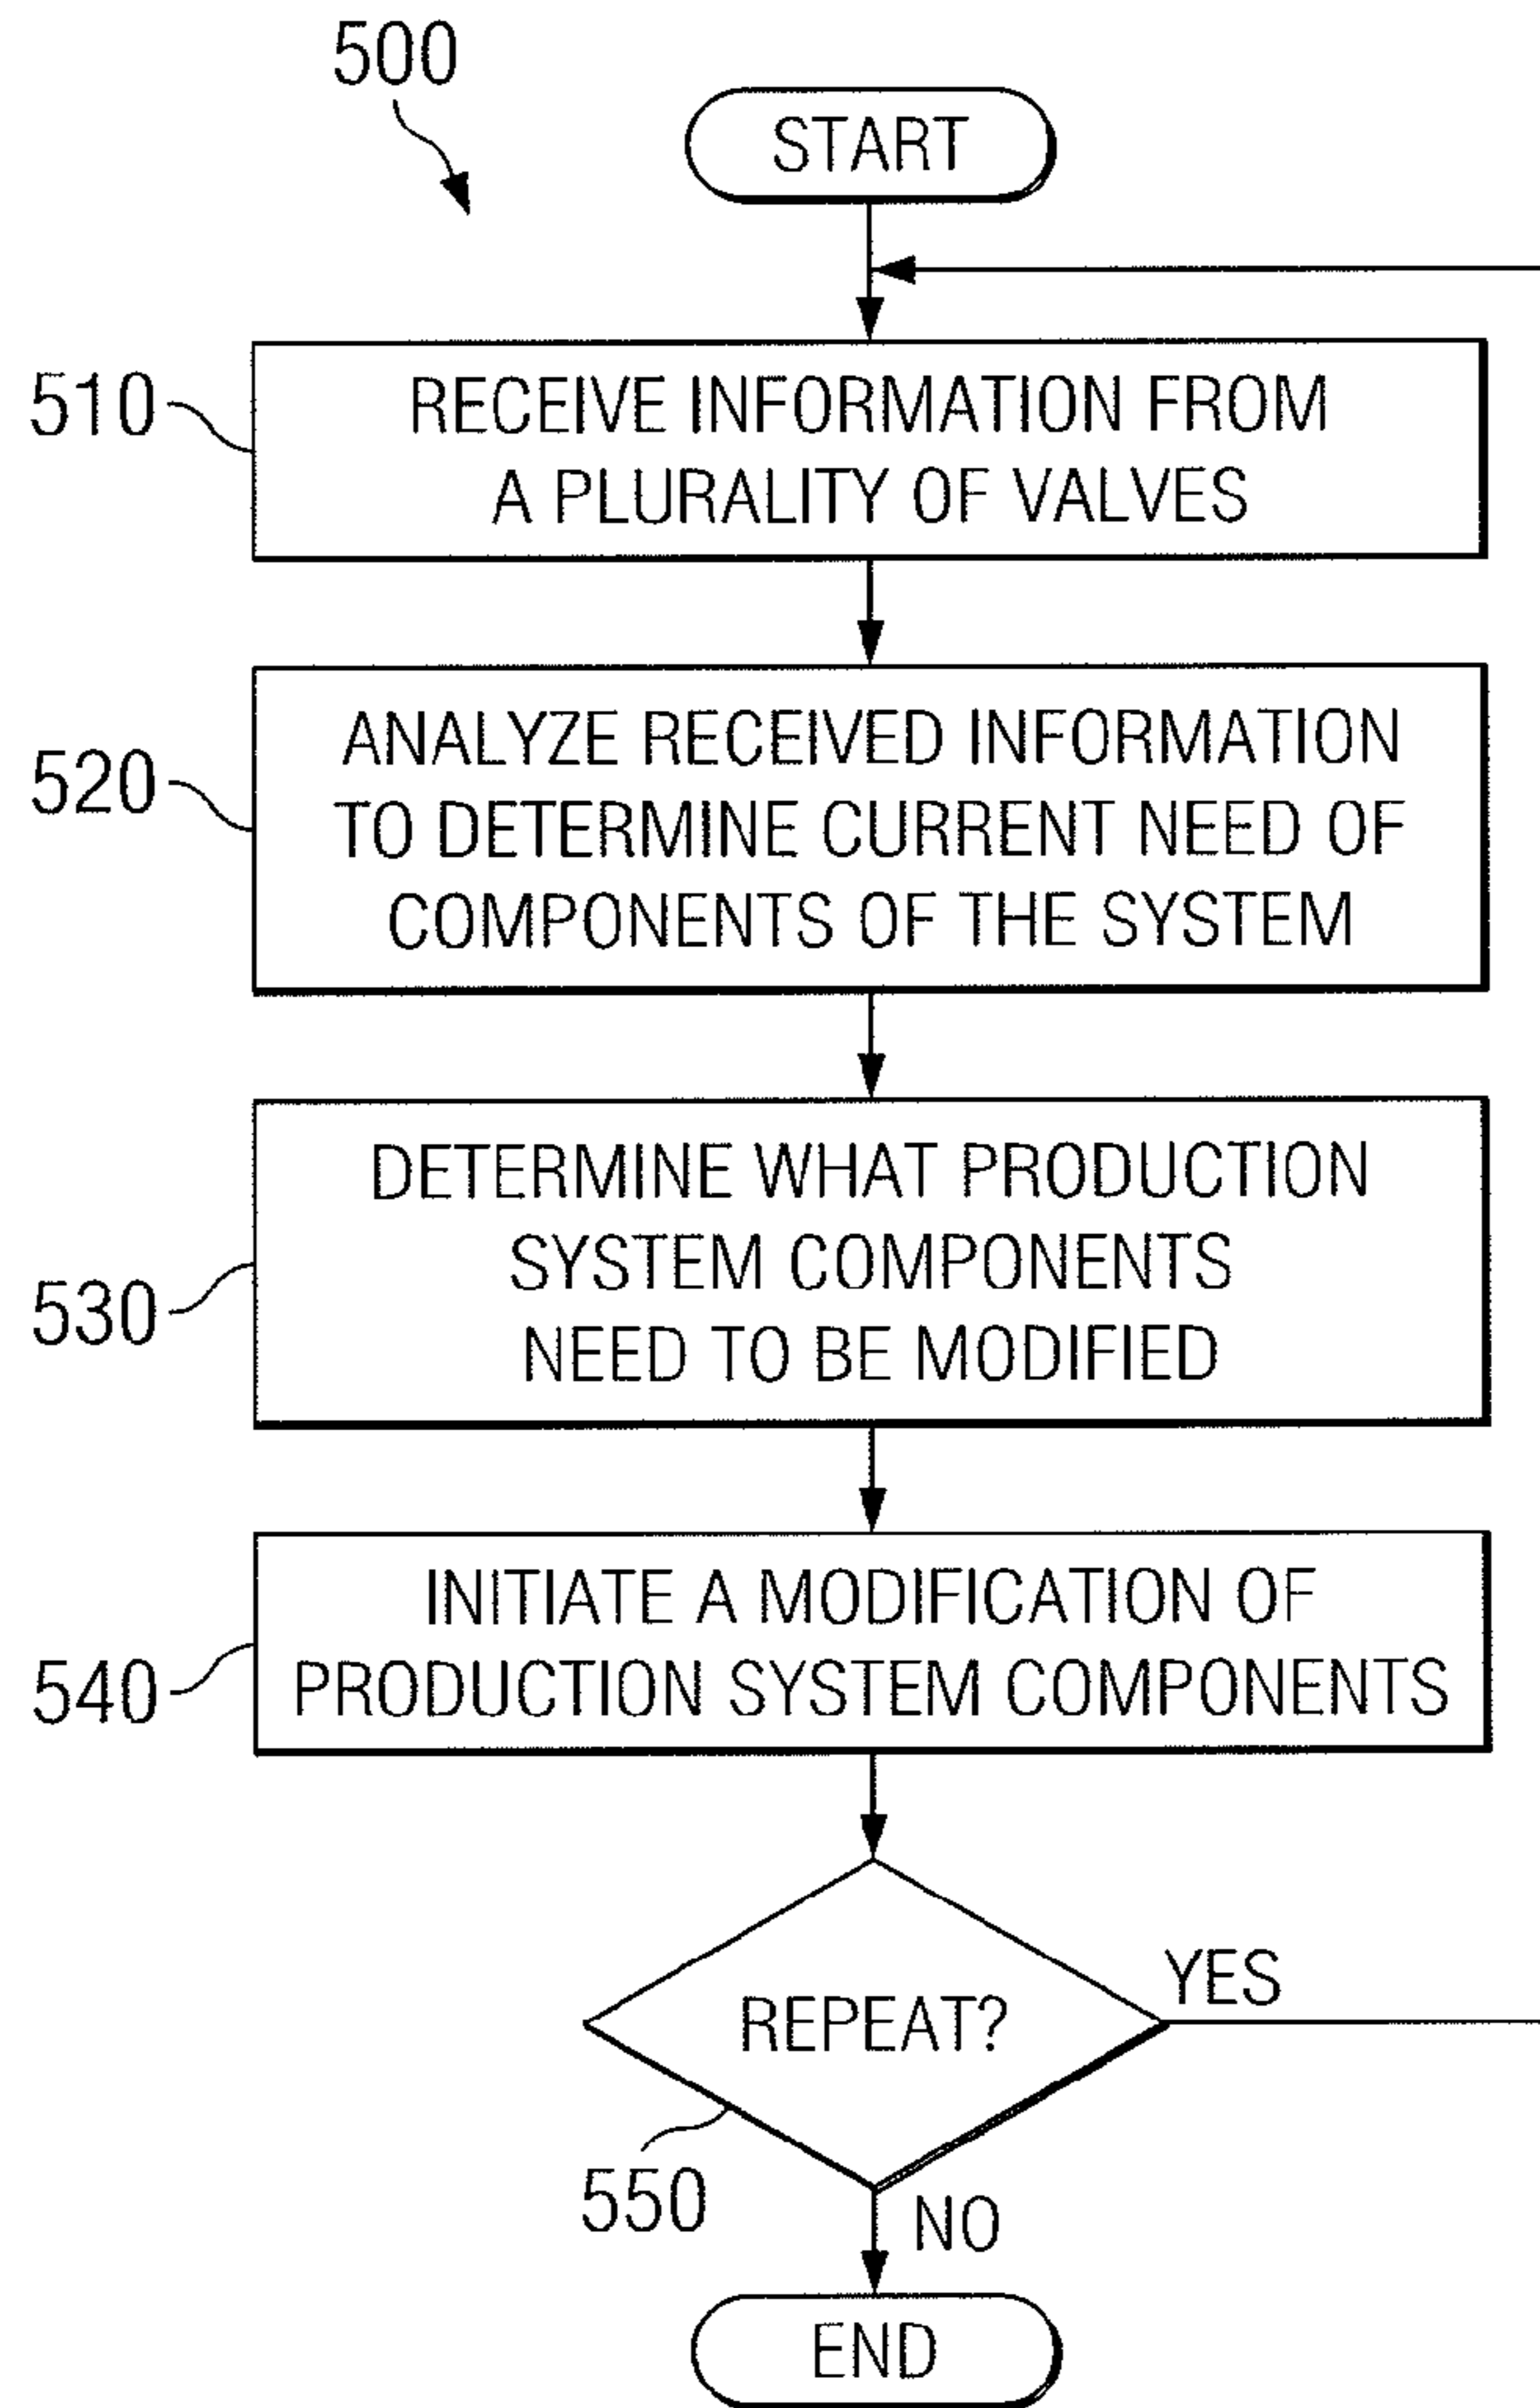 500
START
510
RECEIVE INFORMATION FROM
A PLURALITY OF VALVES
520
ANALYZE RECEIVED INFORMATION
TO DETERMINE CURRENT NEED OF
COMPONENTS OF THE SYSTEM
530
DETERMINE WHAT PRODUCTION
SYSTEM COMPONENTS
NEED TO BE MODIFIED
540
INITIATE A MODIFICATION OF
PRODUCTION SYSTEM COMPONENTS
REPEAT?
YES
550
NO
END